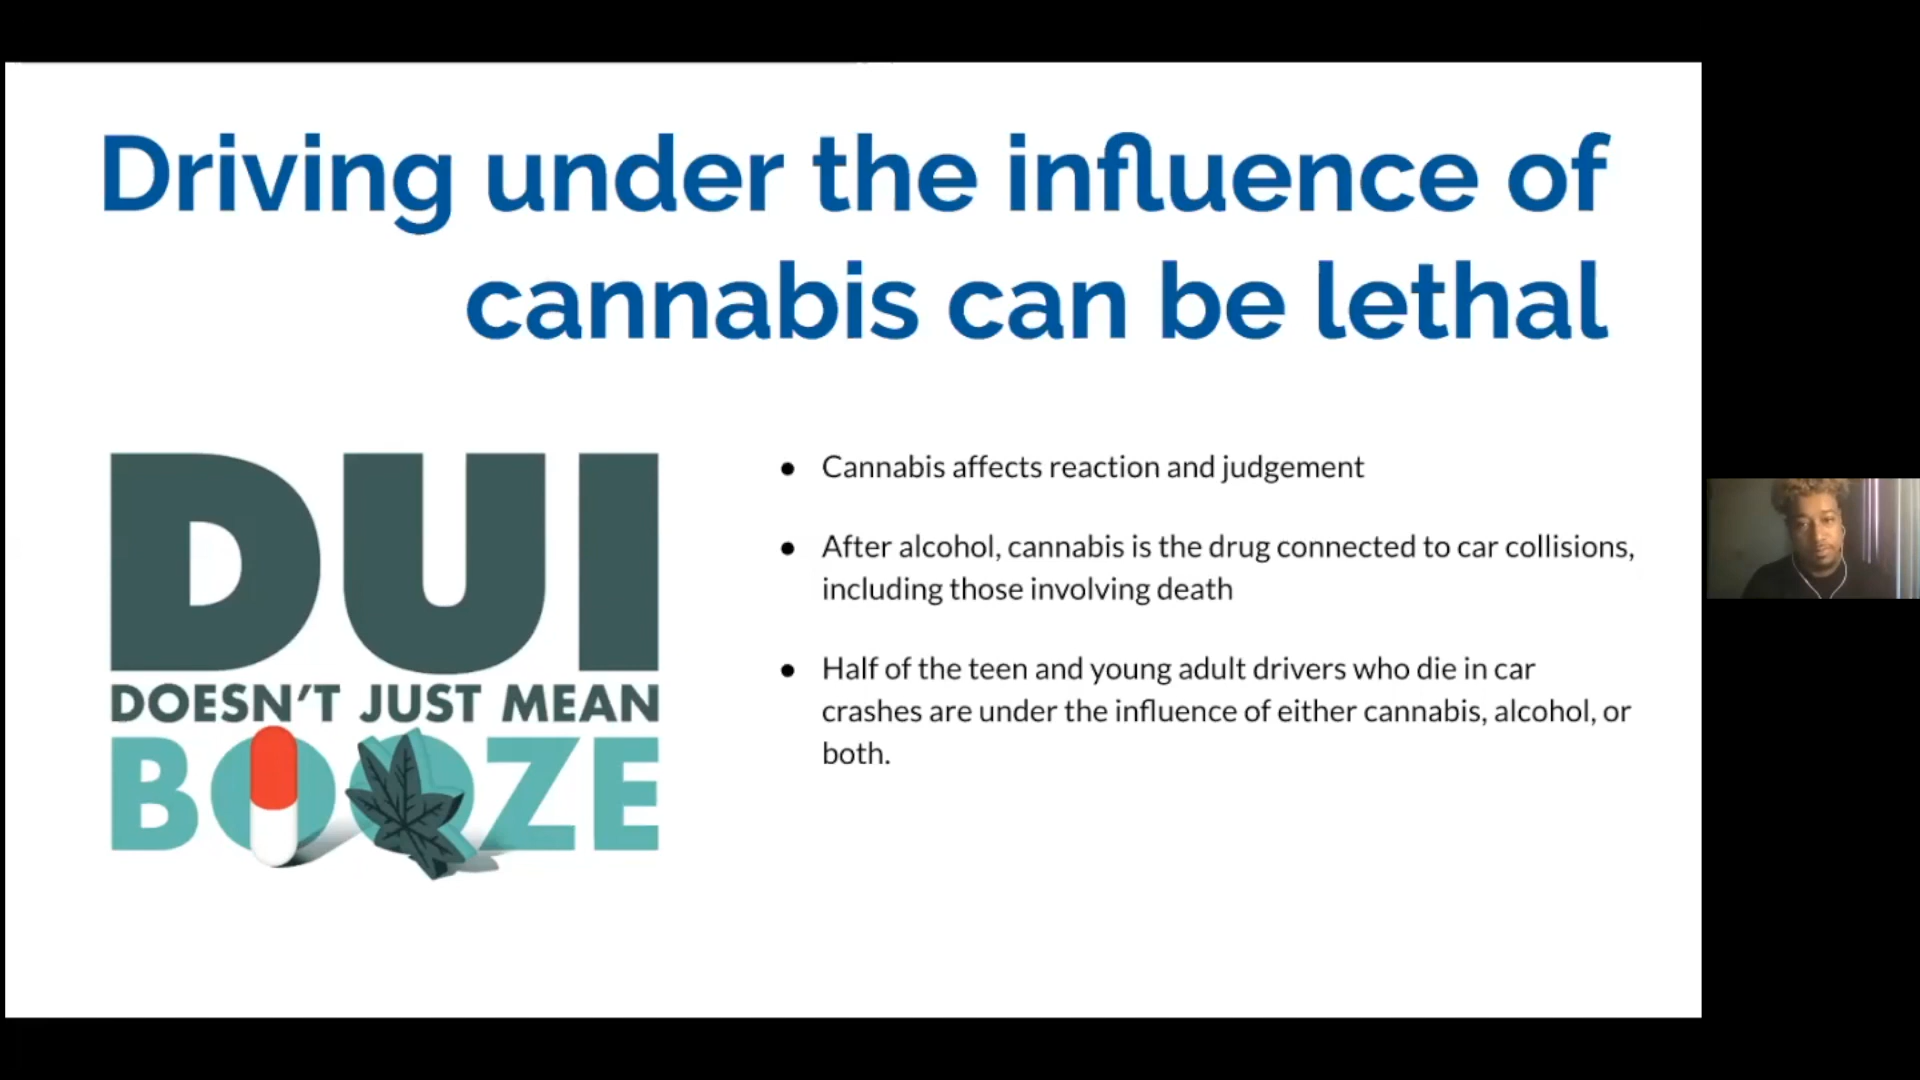 Driving under the influence of
cannabis can be lethal
DUI
DOESN'T JUST MEAN
BOOZE
● Cannabis affects reaction and judgement
● After alcohol, cannabis is the drug connected to car collisions,
including those involving death
● Half of the teen and young adult drivers who die in car
crashes are under the influence of either cannabis, alcohol, or
both.